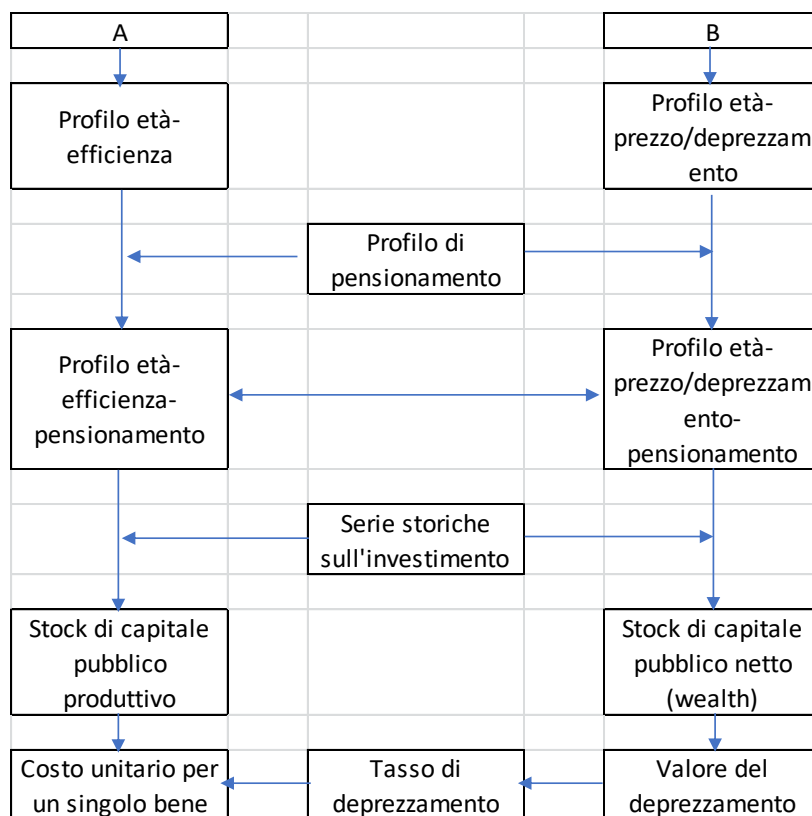 A
B
Profilo età-
efficienza
Profilo età-
prezzo/deprezzam
ento
Profilo di
pensionamento
Profilo età-
efficienza-
pensionamento
Profilo età-
prezzo/deprezzam
ento-
pensionamento
Serie storiche
sull'investimento
Stock di capitale
pubblico
produttivo
Stock di capitale
pubblico netto
(wealth)
Costo unitario per
un singolo bene
Tasso di
deprezzamento
Valore del
deprezzamento